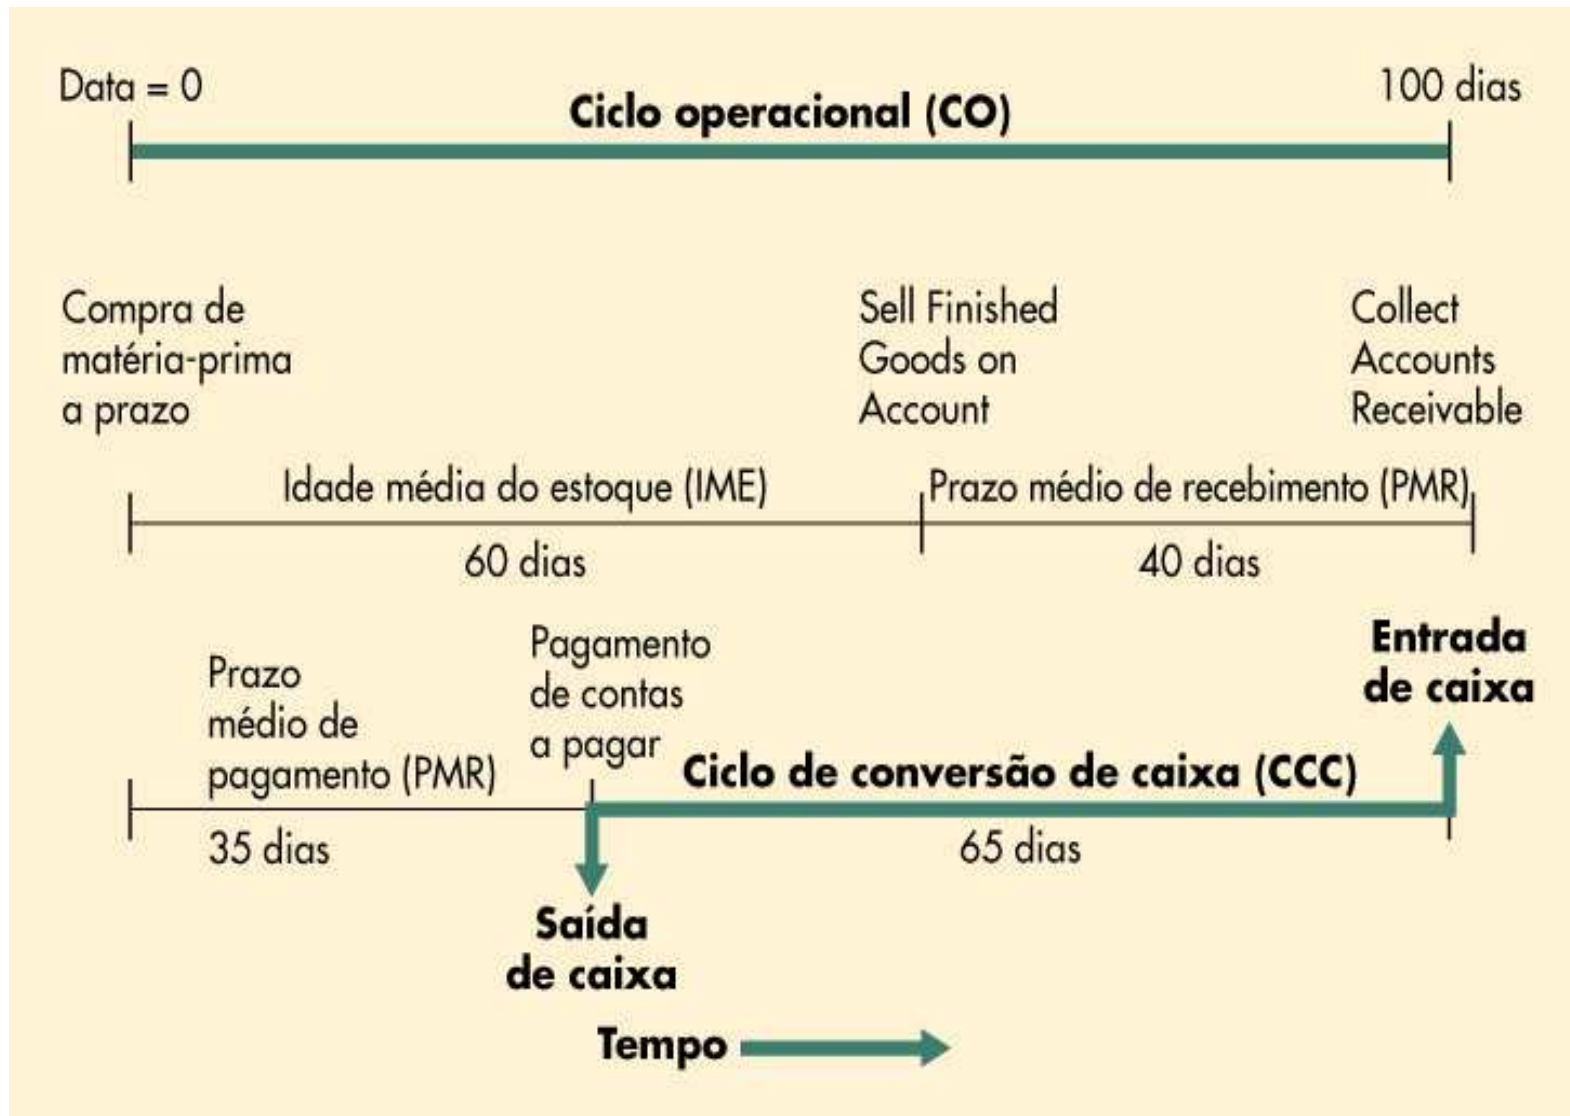 Data = 0
Ciclo operacional (CO)
100 dias
Compra de
matéria-prima
a prazo
Sell Finished
Goods on
Account
Collect
Accounts
Receivable
Idade média do estoque (IME)
Prazo médio de recebimento (PMR)
60 dias
40 dias
Prazo
médio de
pagamento (PMR)
Pagamento
de contas
a pagar
Entrada
de caixa
Ciclo de conversão de caixa (CCC)
35 dias
65 dias
Saída
de caixa
Tempo